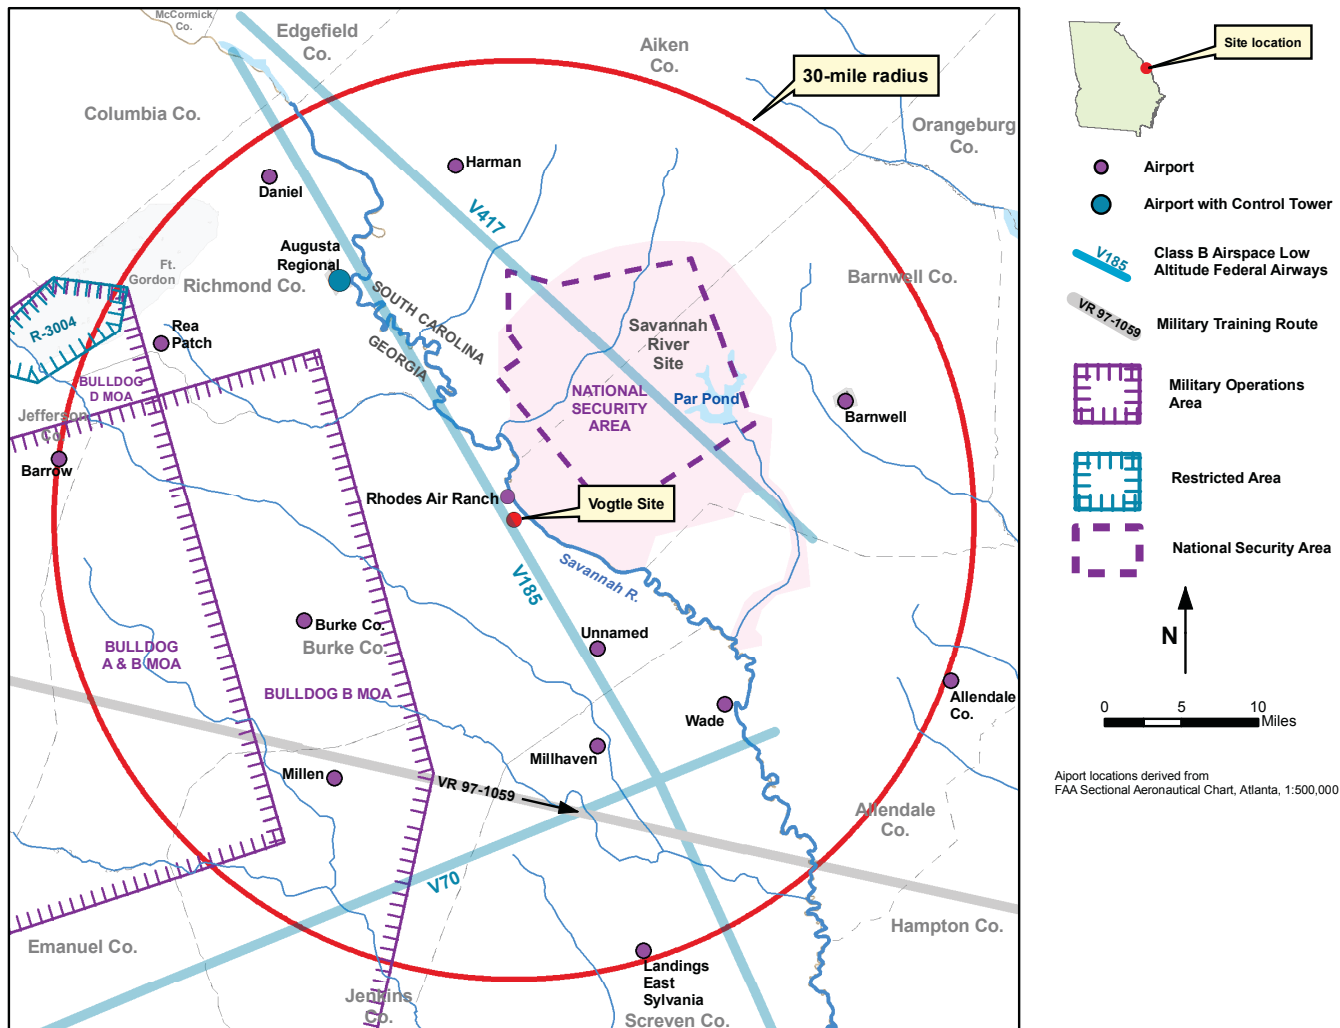 McCormick
Co.
Edgefield
Co.
Aiken
Co.
30-mile radius
Columbia Co.
Orangeburg
Co.
Harman
Daniel
V417
Augusta
Regional
Ft.
Gordon
Richmond Co.
Barnwell Co.
SOUTH CAROLINA
GEORGIA
R-3004
Rea
Patch
Savannah
River
Site
BULLDOG
D MOA
NATIONAL
SECURITY
AREA
Par Pond
Barnwell
Jefferson
Co.
Barrow
Rhodes Air Ranch
Vogtle Site
Savannah R.
V185
Burke Co.
Burke Co.
Unnamed
BULLDOG
A & B MOA
BULLDOG B MOA
Allendale
Co.
Wade
Millhaven
Millen
VR 97-1059
Allendale
Co.
V70
Hampton Co.
Emanuel Co.
Landings
East
Sylvania
Jenkins
Co.
Screven Co.
Site location
Airport
Airport with Control Tower
V185
Class B Airspace Low
Altitude Federal Airways
VR 97-1059
Military Training Route
Military Operations
Area
Restricted Area
National Security Area
N
0 5 10
Miles
Aiport locations derived from
FAA Sectional Aeronautical Chart, Atlanta, 1:500,000